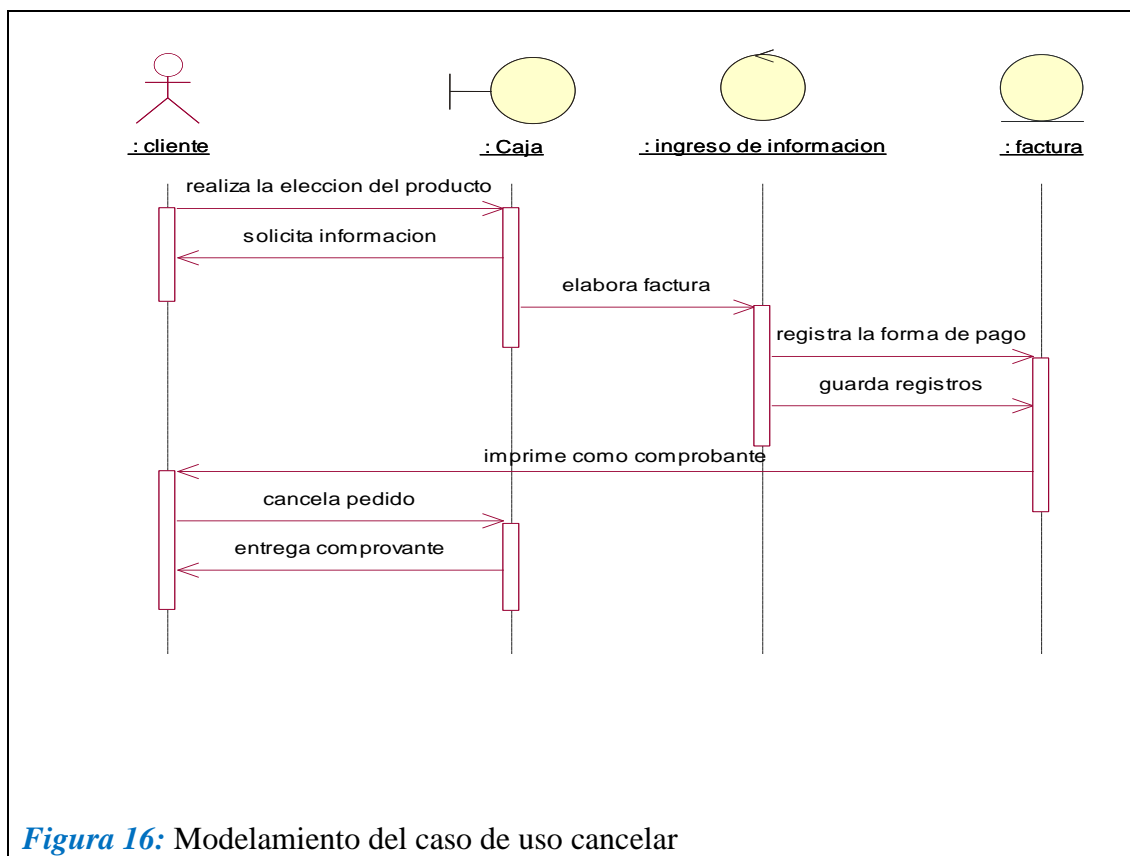 : cliente
: Caja
: ingreso de informacion
: factura
realiza la eleccion del producto
solicita informacion
elabora factura
registra la forma de pago
guarda registros
imprime como comprobante
cancela pedido
entrega comprovante
Figura 16: Modelamiento del caso de uso cancelar